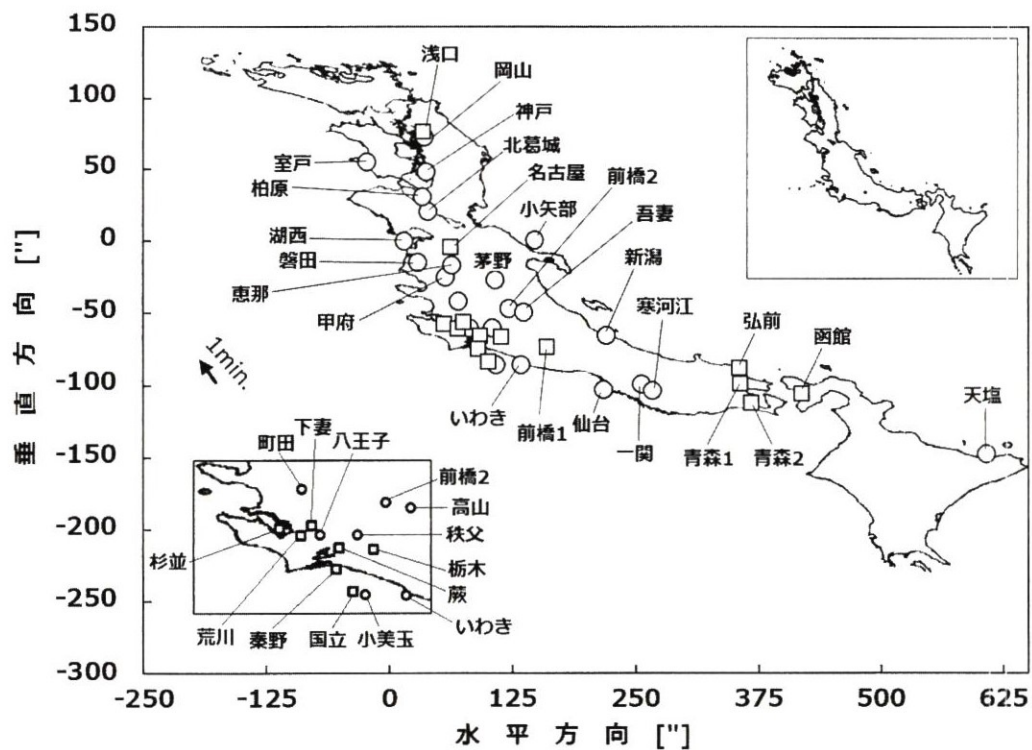 150
100
50
0
-50
-100
-150
-200
-250
-300
垂直方向 ["]
-250
-125
0
125
250
375
500
625
水平方向 ["]
浅口
岡山
神戸
北葛城
名古屋
前橋2
小矢部
吾妻
新潟
寒河江
弘前
函館
天塩
室戸
柏原
湖西
磐田
恵那
甲府
茅野
1min.
いわき
前橋1
仙台
一関
青森1
青森2
町田
下妻
八王子
前橋2
高山
秩父
栃木
蕨
いわき
杉並
荒川
秦野
国立
小美玉